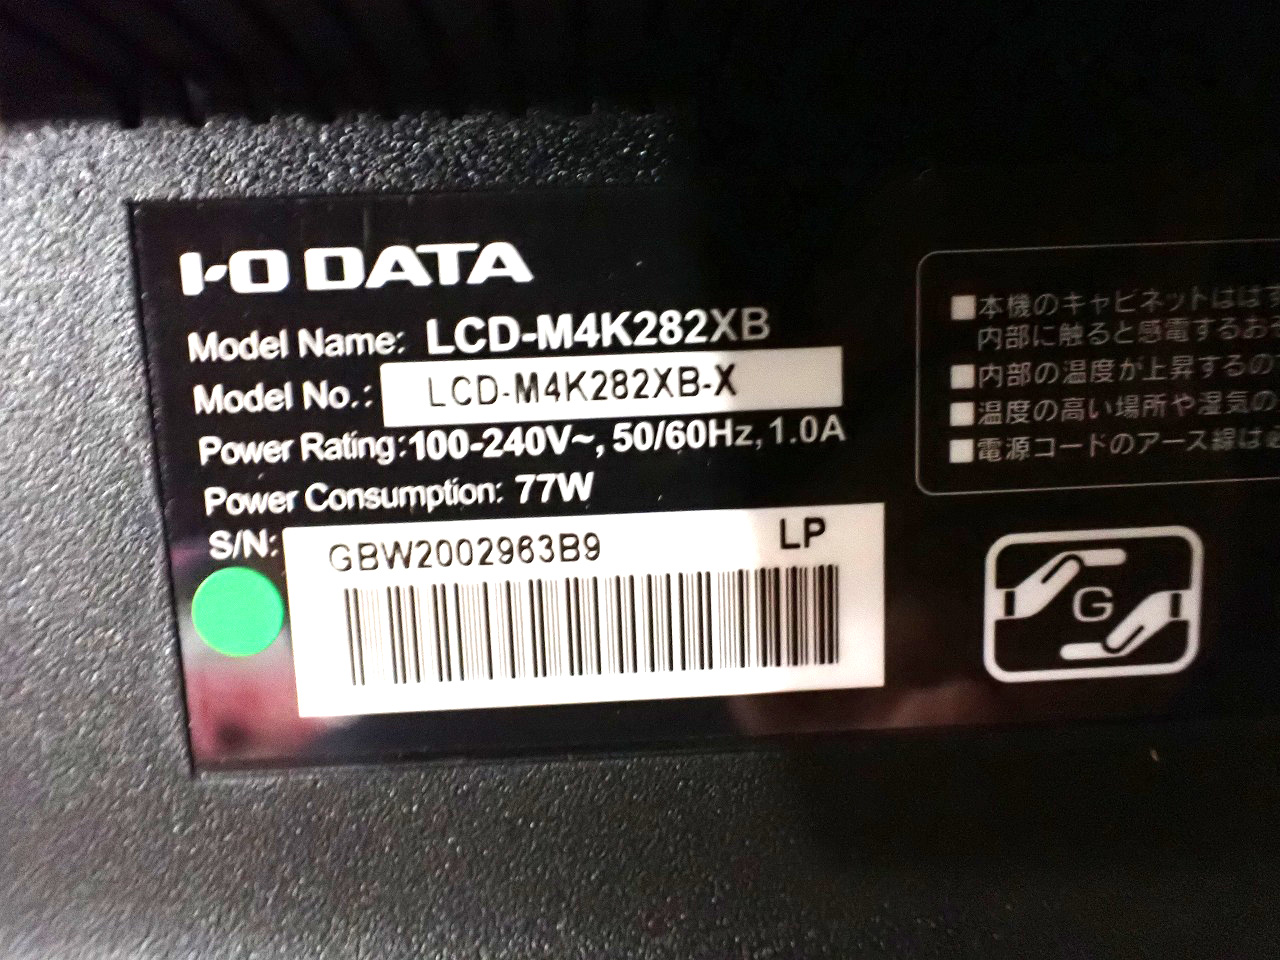 I-O DATA
Model Name: LCD-M4K282XB
Model No.: LCD-M4K282XB-X
Power Rating: 100-240V~, 50/60Hz, 1.0A
Power Consumption: 77W
S/N: GBW2002963B9 LP
■本機のキャビネットはは
内部に触ると感電するお
■内部の温度が上昇するの
■温度の高い場所や湿気の
■電源コードのアース線は
G